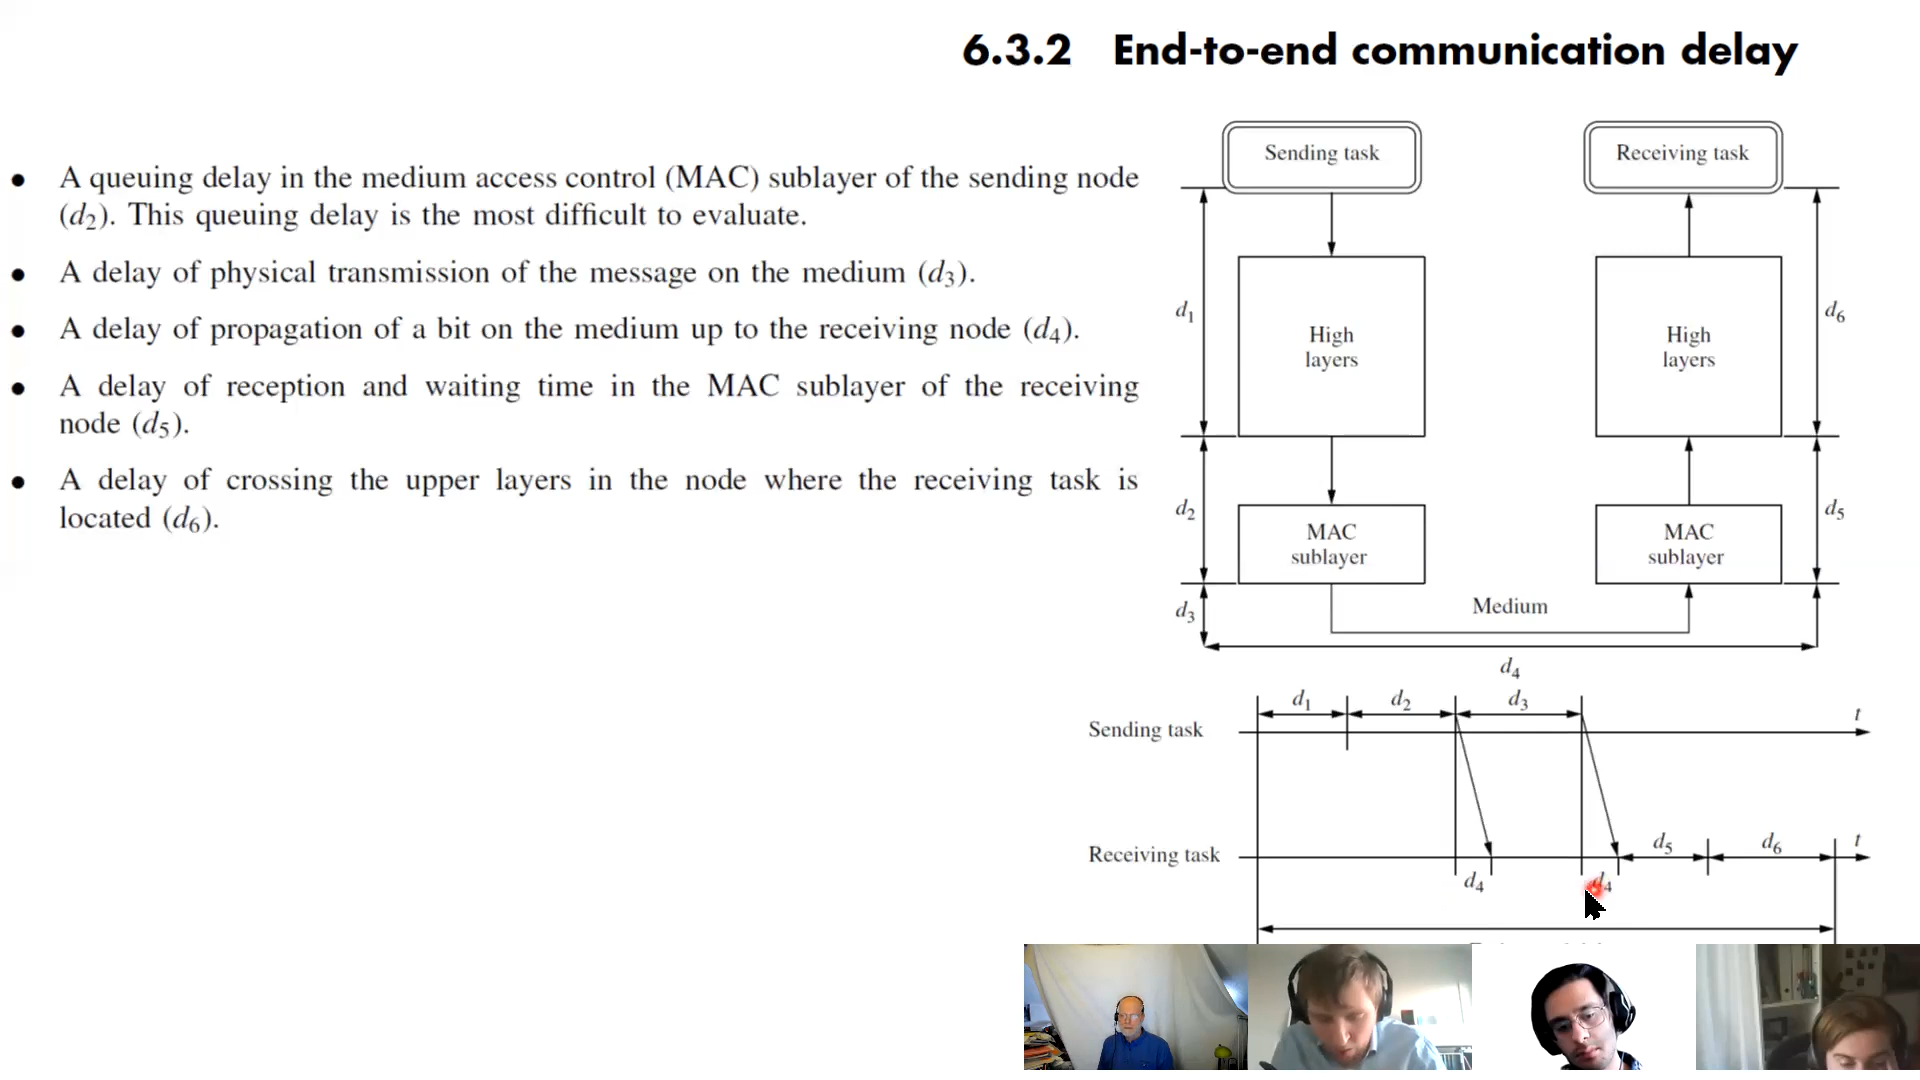 6.3.2 End-to-end communication delay
• A queuing delay in the medium access control (MAC) sublayer of the sending node
(d2). This queuing delay is the most difficult to evaluate.
• A delay of physical transmission of the message on the medium (d3).
• A delay of propagation of a bit on the medium up to the receiving node (d4).
• A delay of reception and waiting time in the MAC sublayer of the receiving
node (d5).
• A delay of crossing the upper layers in the node where the receiving task is
located (d6).
Sending task
Receiving task
d1
High
layers
High
layers
d6
d2
MAC
sublayer
MAC
sublayer
d5
d3
Medium
d4
d1
d2
d3
Sending task
t
Receiving task
d5
d6
t
d4
d4